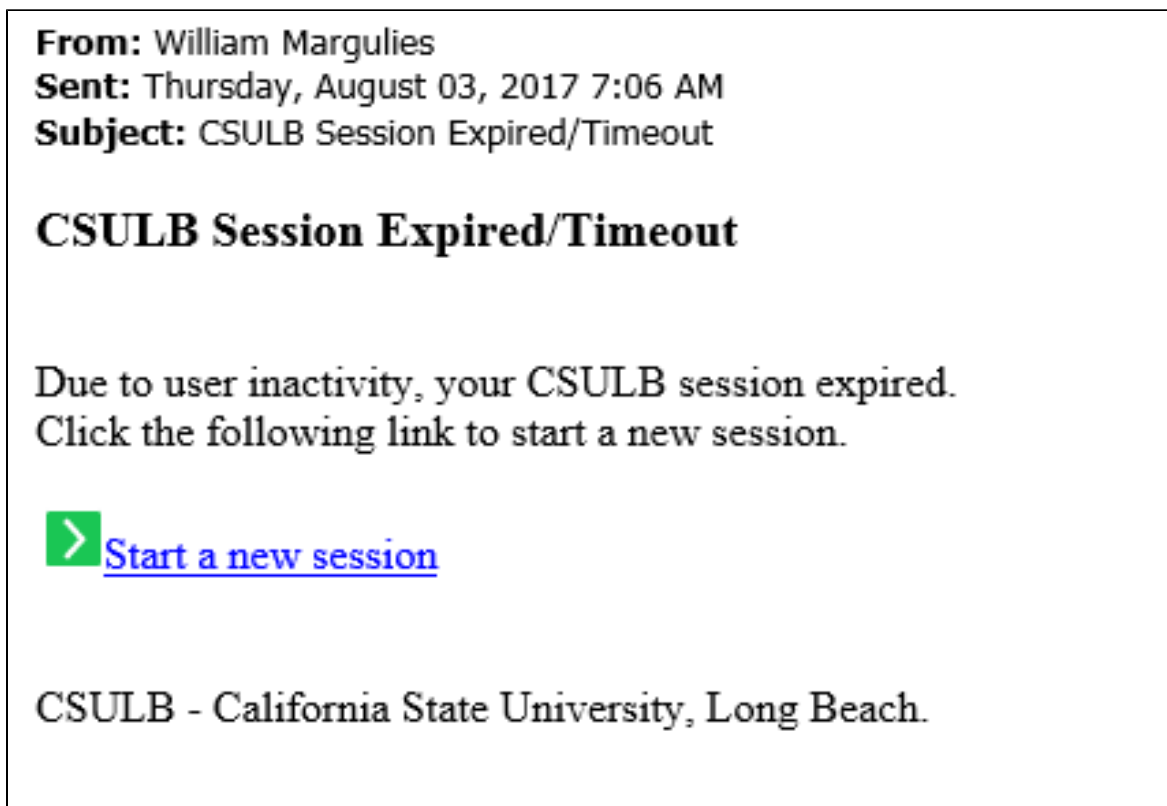 From: William Margulies
Sent: Thursday, August 03, 2017 7:06 AM
Subject: CSULB Session Expired/Timeout
CSULB Session Expired/Timeout
Due to user inactivity, your CSULB session expired.
Click the following link to start a new session.
Start a new session
CSULB - California State University, Long Beach.